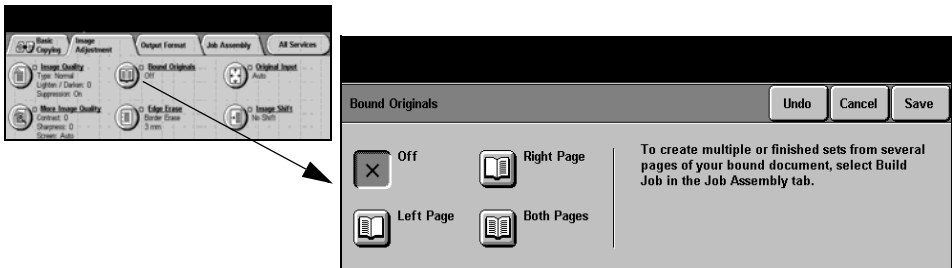 Basic
Copying
Image
Adjustment
Output Format
Job Assembly
All Services
Image Quality
Type: Normal
Lighten / Darken: 0
Suppression: On
Bound Originals
Off
Original Input
Auto
More Image Quality
Contrast: 0
Sharpness: 0
Screen: Auto
Edge Erase
Border Erase
3 mm
Image Shift
No Shift
Bound Originals
Undo
Cancel
Save
Off
Right Page
Left Page
Both Pages
To create multiple or finished sets from several
pages of your bound document, select Build
Job in the Job Assembly tab.